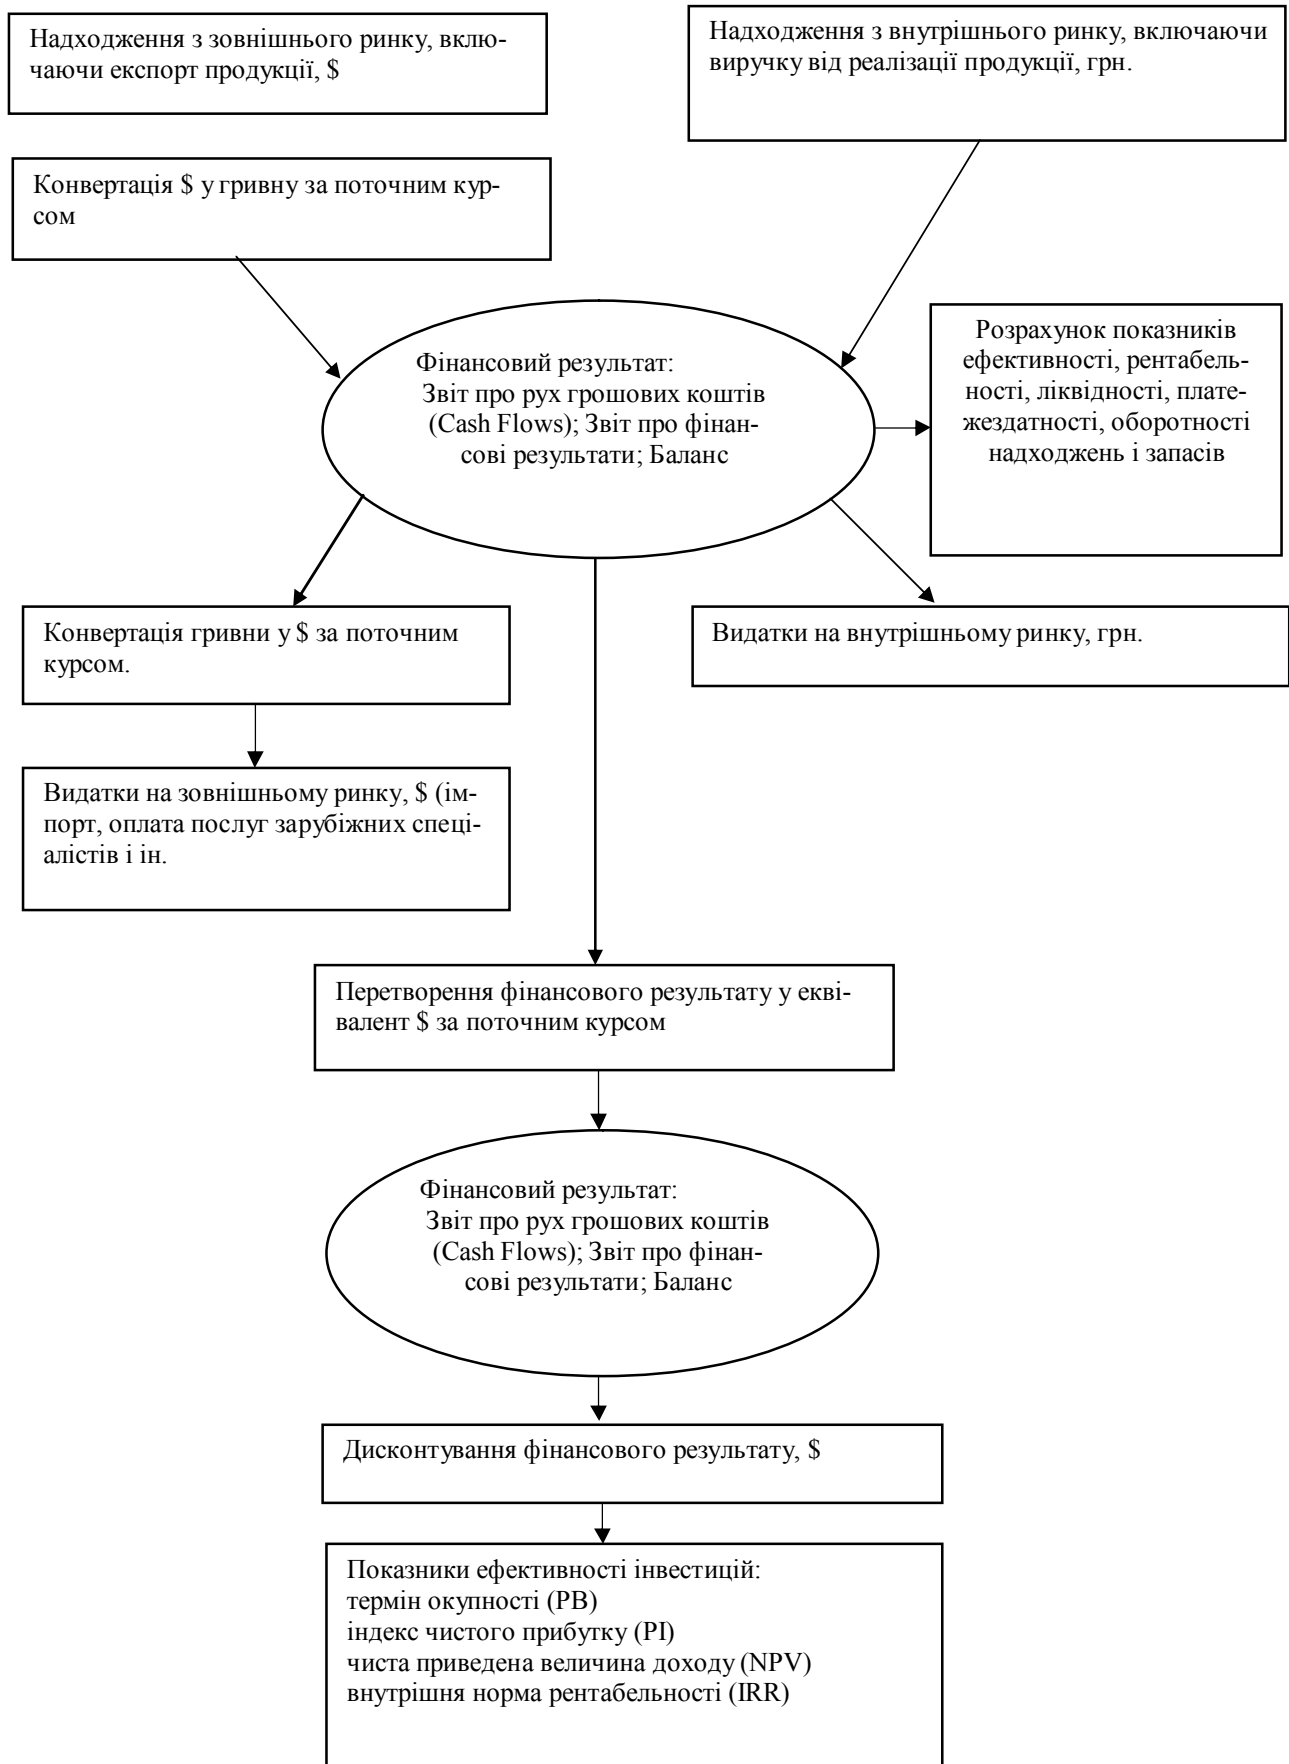 Надходження з зовнішнього ринку, вклю-
чаючи експорт продукції, $
Надходження з внутрішнього ринку, включаючи
виручку від реалізації продукції, грн.
Конвертація $ у гривну за поточним кур-
сом
Фінансовий результат:
Звіт про рух грошових коштів
(Cash Flows); Звіт про фінан-
сові результати; Баланс
Розрахунок показників
ефективності, рентабель-
ності, ліквідності, плате-
жездатності, оборотності
надходжень і запасів
Конвертація гривни у $ за поточним
курсом.
Видатки на внутрішньому ринку, грн.
Видатки на зовнішньому ринку, $ (ім-
порт, оплата послуг зарубіжних спеці-
алістів і ін.
Перетворення фінансового результату у екві-
валент $ за поточним курсом
Фінансовий результат:
Звіт про рух грошових коштів
(Cash Flows); Звіт про фінан-
сові результати; Баланс
Дисконтування фінансового результату, $
Показники ефективності інвестицій:
термін окупності (PB)
індекс чистого прибутку (PI)
чиста приведена величина доходу (NPV)
внутрішня норма рентабельності (IRR)